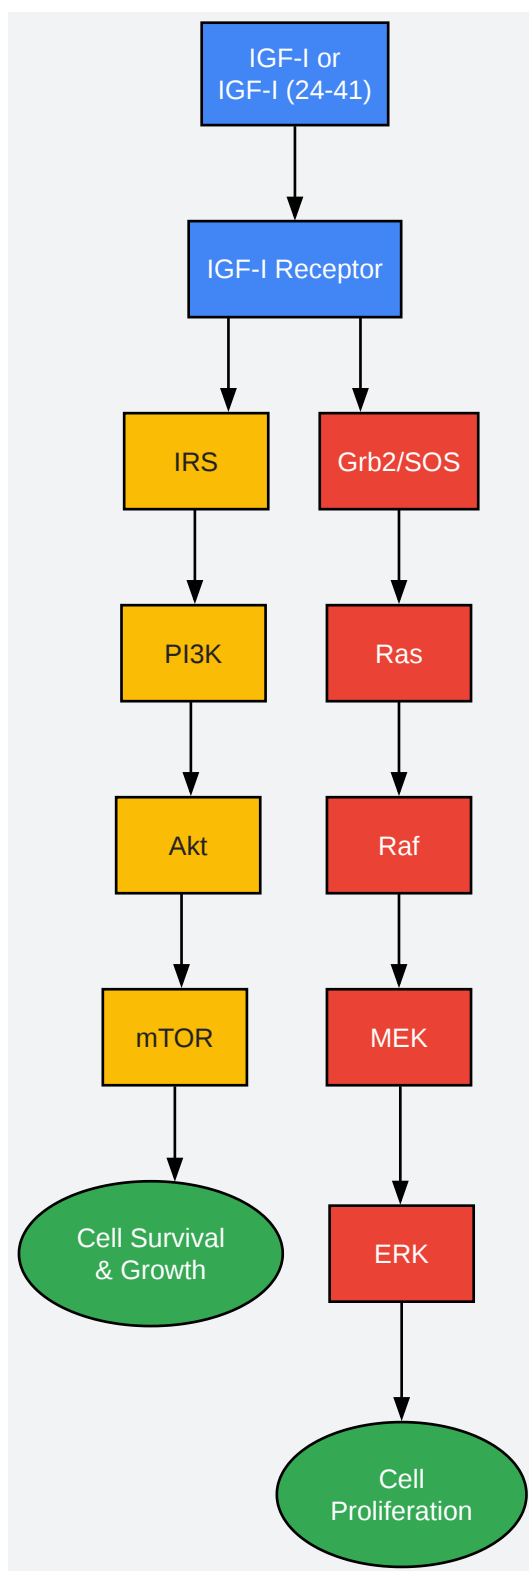 IGF-I or
IGF-I (24-41)
IGF-I Receptor
IRS
Grb2/SOS
PI3K
Ras
Akt
Raf
mTOR
MEK
Cell Survival
& Growth
ERK
Cell
Proliferation